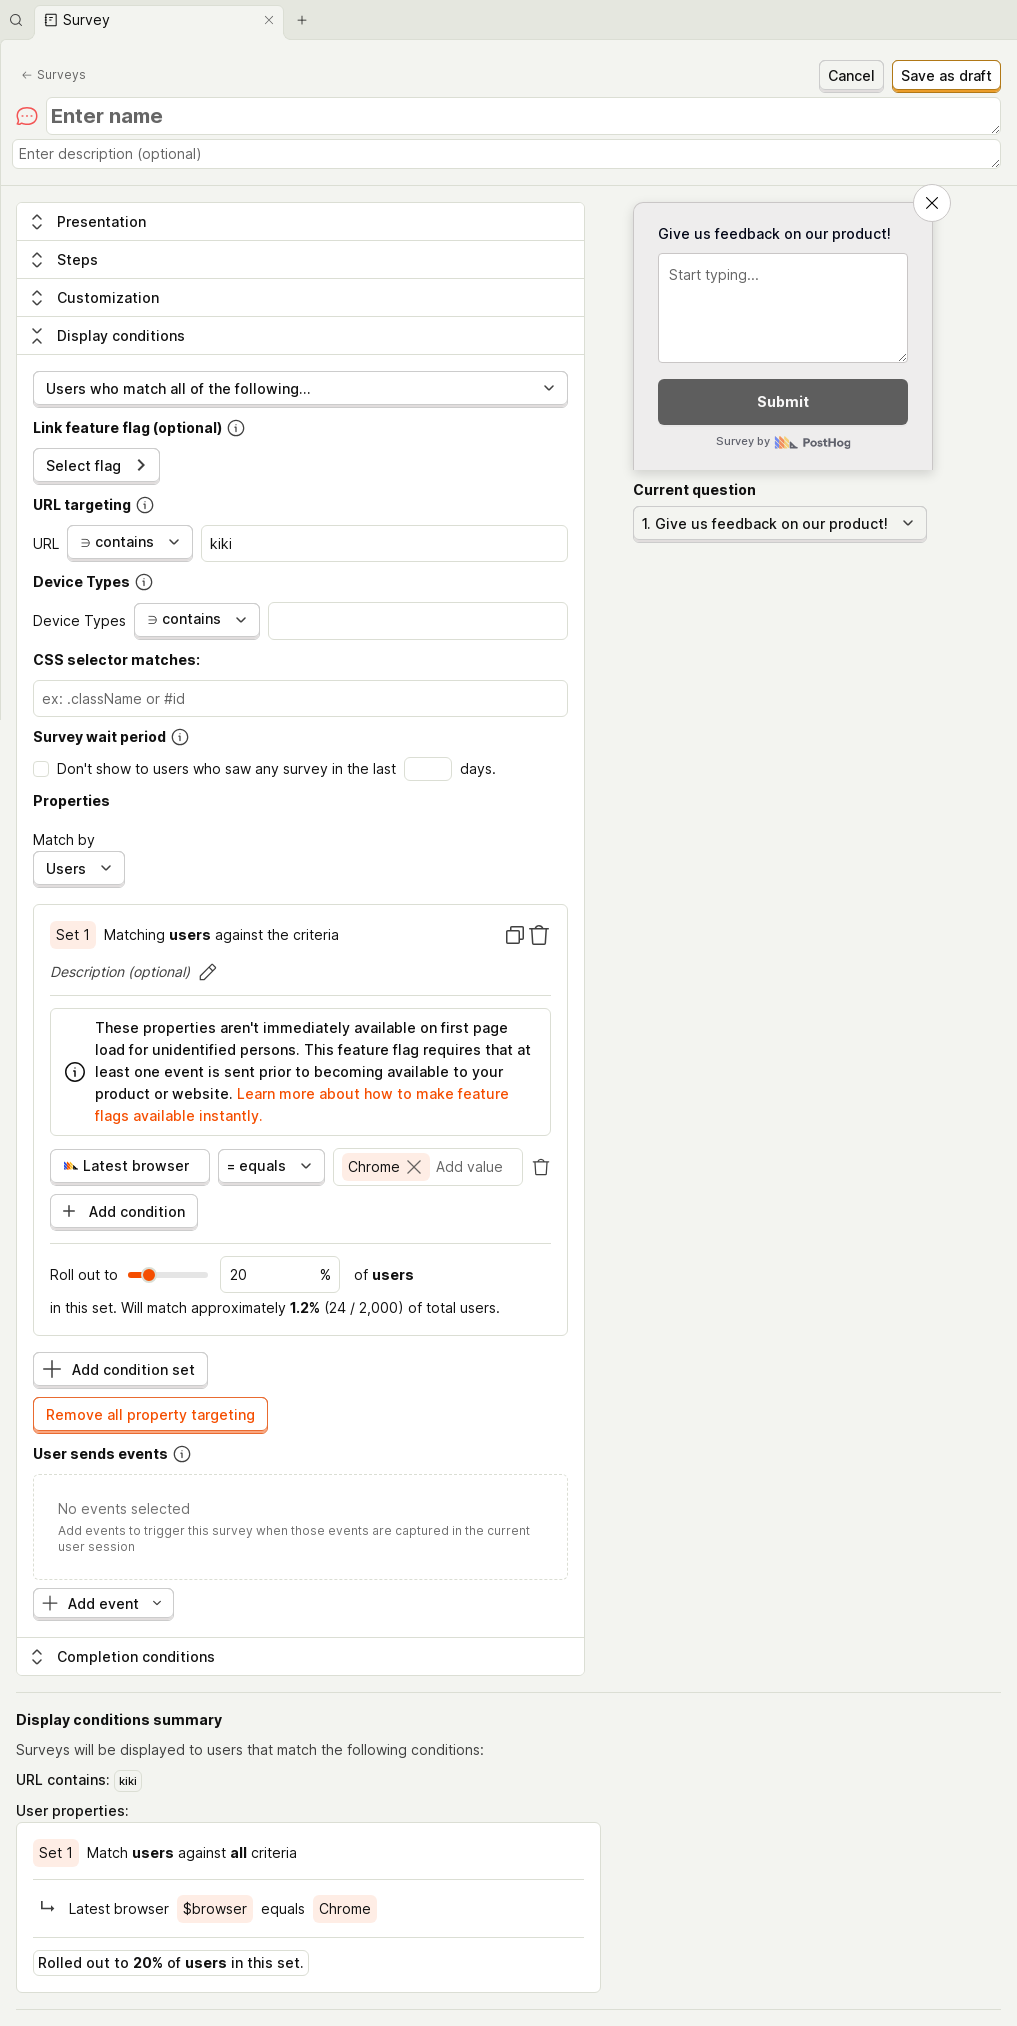 Survey
Surveys
Cancel
Save as draft
Enter name
Enter description (optional)
Presentation
Steps
Customization
Display conditions
Users who match all of the following...
Link feature flag (optional)
Select flag
URL targeting
URL
∋ contains
kiki
Device Types
Device Types
∋ contains
CSS selector matches:
ex: .className or #id
Survey wait period
Don't show to users who saw any survey in the last
days.
Properties
Match by
Users
Set 1
Matching users against the criteria
Description (optional)
These properties aren't immediately available on first page
load for unidentified persons. This feature flag requires that at
least one event is sent prior to becoming available to your
product or website. Learn more about how to make feature
flags available instantly.
Latest browser
= equals
Chrome
Add value
Add condition
Roll out to
20
%
of users
in this set. Will match approximately 1.2% (24 / 2,000) of total users.
Add condition set
Remove all property targeting
User sends events
No events selected
Add events to trigger this survey when those events are captured in the current
user session
Add event
Completion conditions
Give us feedback on our product!
Start typing...
Submit
Survey by PostHog
Current question
1. Give us feedback on our product!
Display conditions summary
Surveys will be displayed to users that match the following conditions:
URL contains: kiki
User properties:
Set 1 Match users against all criteria
Latest browser $browser equals Chrome
Rolled out to 20% of users in this set.